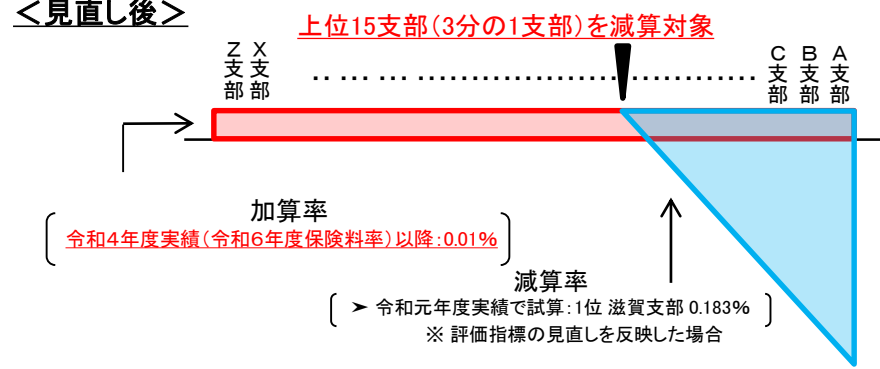 ＜見直し後＞
上位15支部（3分の1支部）を減算対象
Z支部
X支部
‥ … … ……………………………
C支部
B支部
A支部
加算率
令和4年度実績（令和6年度保険料率）以降：0.01%
減算率
➤ 令和元年度実績で試算：1位 滋賀支部 0.183%
※ 評価指標の見直しを反映した場合